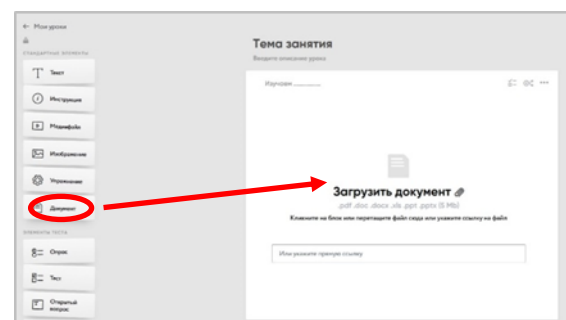 ← Мои уроки
СТАНДАРТНЫЕ ЭЛЕМЕНТЫ
Текст
Инструкция
Медиафайл
Изображение
Упражнение
Документ
ЭЛЕМЕНТЫ ТЕСТА
Опрос
Тест
Открытый
вопрос
Тема занятия
Введите описание урока
Изучаем
Загрузить документ
.pdf .doc .docx .xls .ppt .pptx (5 МБ)
Кликните на блок или перетащите файл сюда или укажите ссылку на файл
Или укажите прямую ссылку